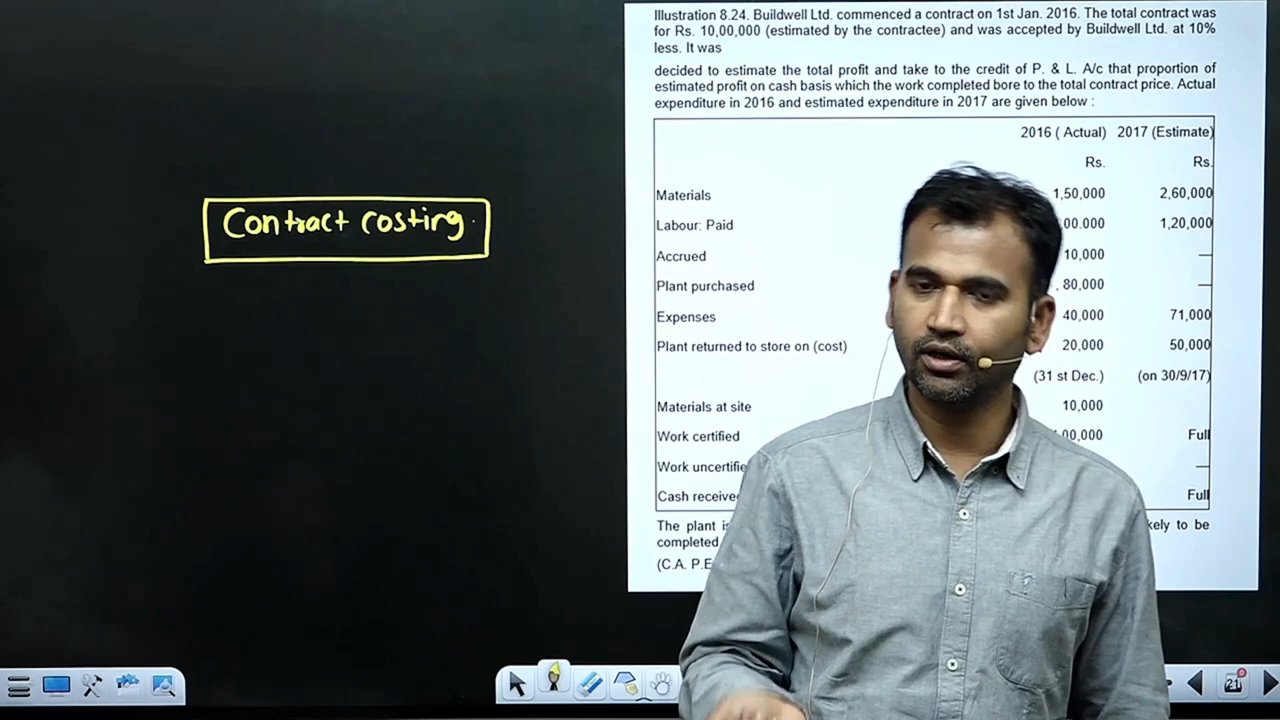 Contract costing
Illustration 8.24. Buildwell Ltd. commenced a contract on 1st Jan. 2016. The total contract was
for Rs. 10,00,000 (estimated by the contractee) and was accepted by Buildwell Ltd. at 10%
less. It was
decided to estimate the total profit and take to the credit of P. & L. A/c that proportion of
estimated profit on cash basis which the work completed bore to the total contract price. Actual
expenditure in 2016 and estimated expenditure in 2017 are given below :
2016 ( Actual) 2017 (Estimate)
Rs. Rs.
Materials 1,50,000 2,60,000
Labour: Paid 00.000 1,20,000
Accrued 10,000 —
Plant purchased 80,000 —
Expenses 40,000 71,000
Plant returned to store on (cost) 20,000 50,000
(31 st Dec.) (on 30/9/17)
Materials at site 10,000
Work certified 00,000 Full
Work —
Cash Full
The plant to be
completed
(C.A.
21